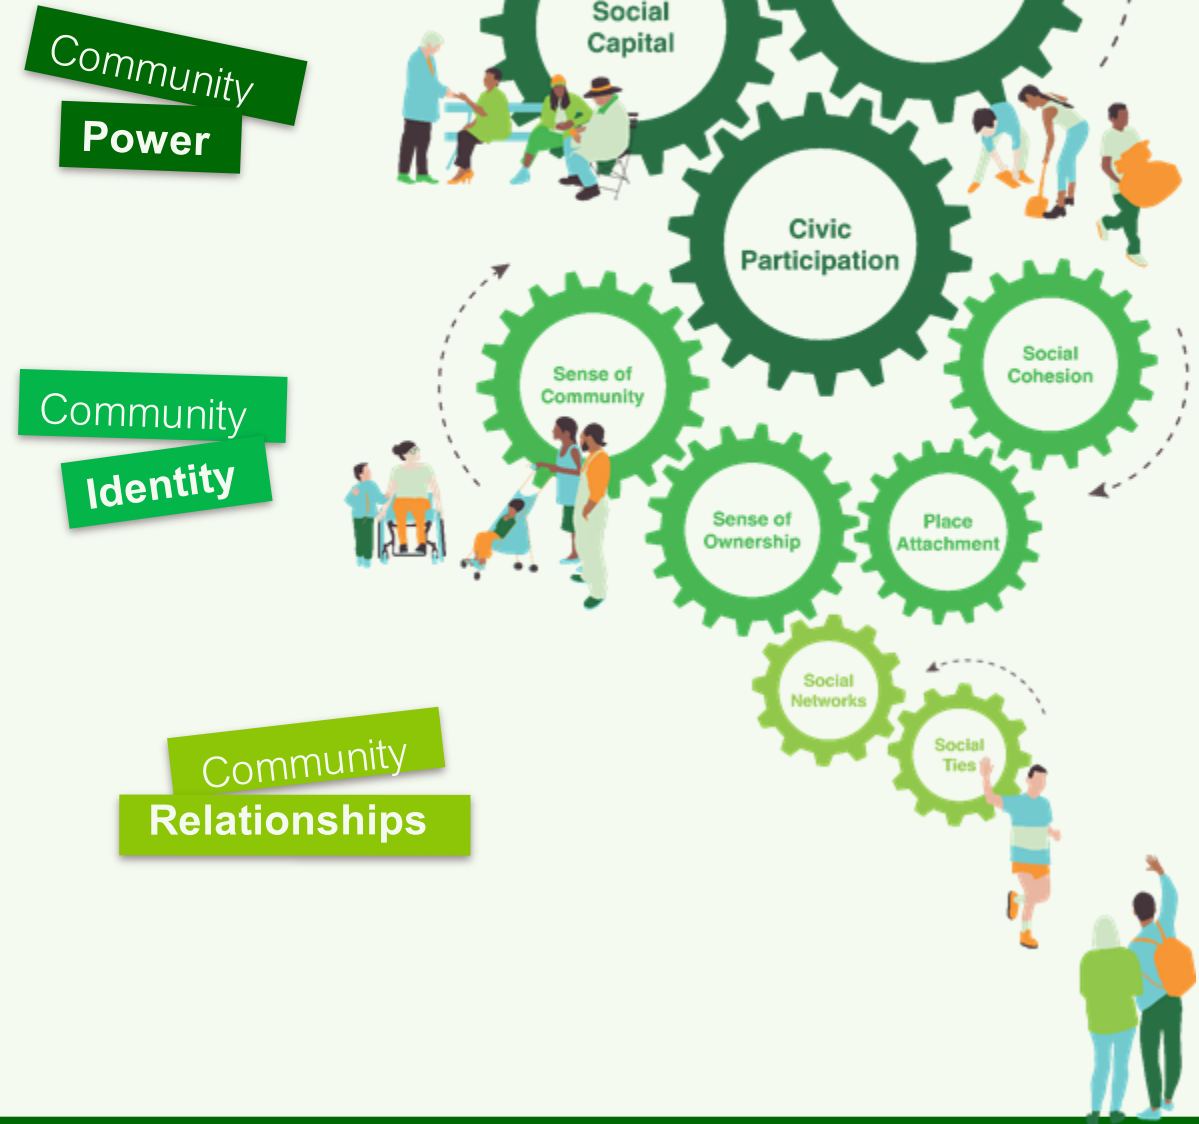 Community
Power
Social
Capital
Civic
Participation
Community
Identity
Sense of
Community
Social
Cohesion
Sense of
Ownership
Place
Attachment
Community
Relationships
Social
Networks
Social
Ties